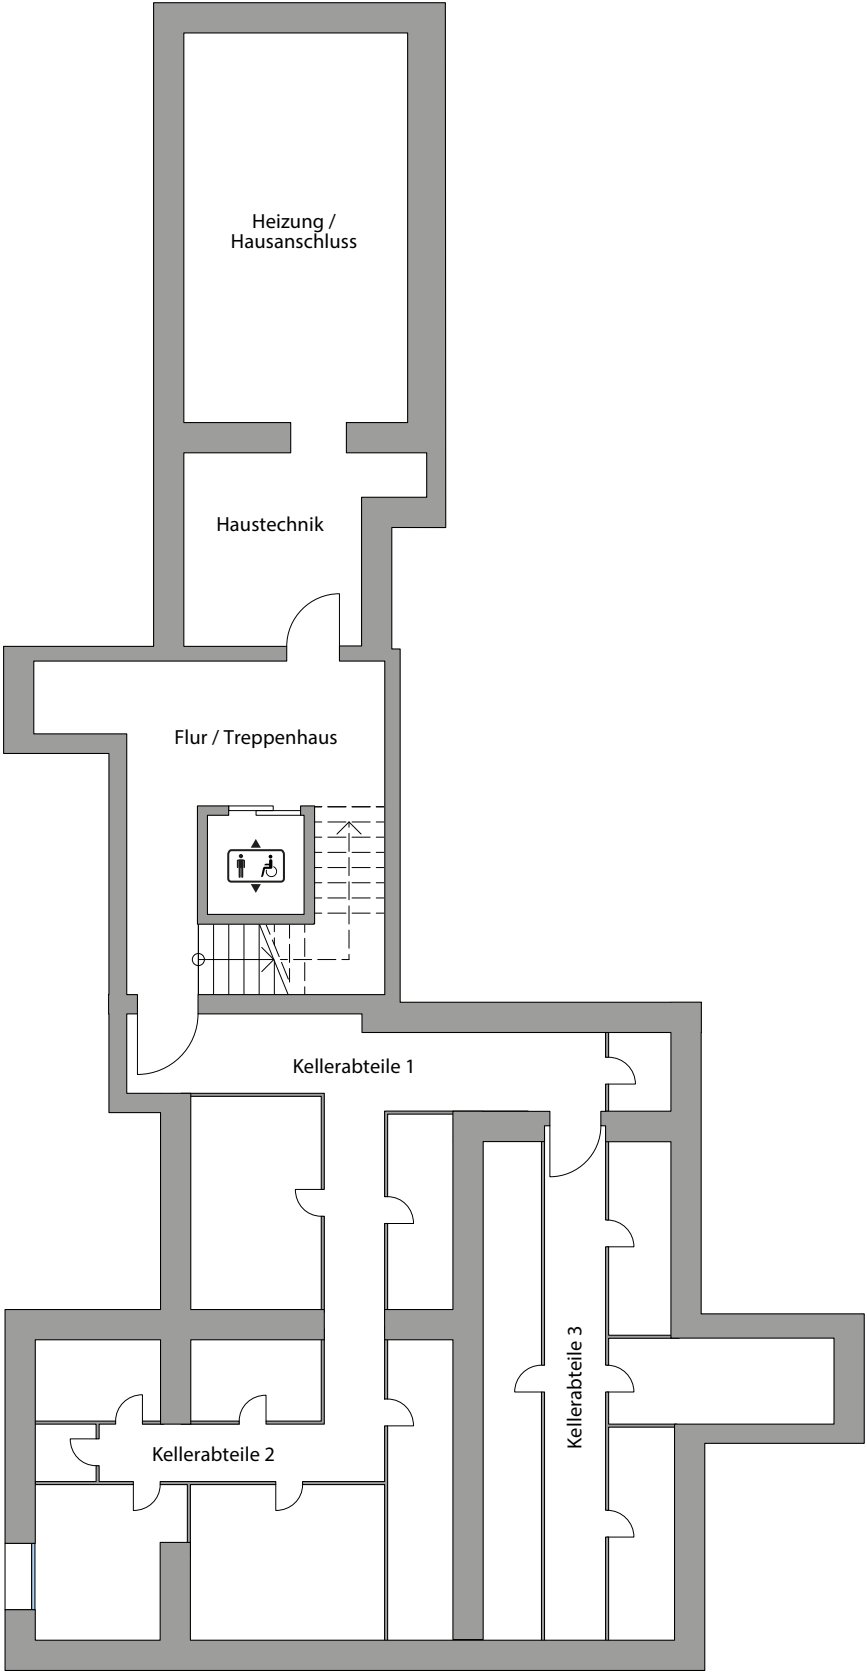 Heizung /
Hausanschluss
Haustechnik
Flur / Treppenhaus
Kellerabteile 1
Kellerabteile 3
Kellerabteile 2